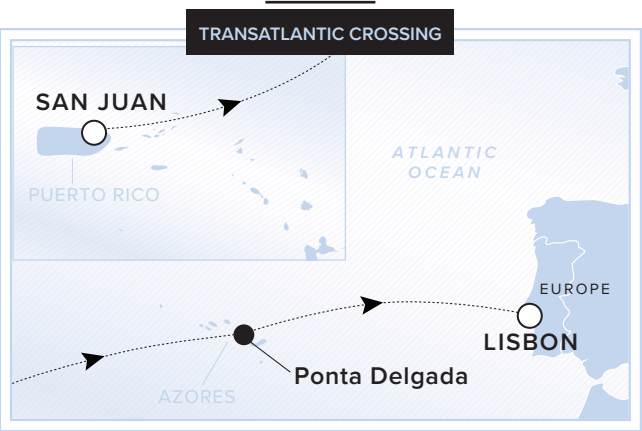 TRANSATLANTIC CROSSING
SAN JUAN
PUERTO RICO
ATLANTIC
OCEAN
EUROPE
LISBON
Ponta Delgada
AZORES